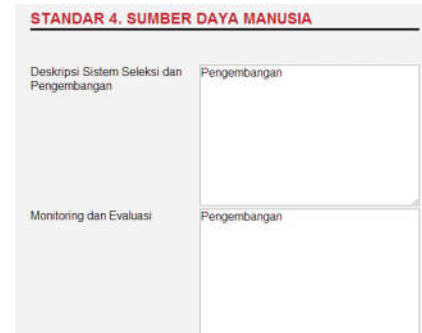 STANDAR 4. SUMBER DAYA MANUSIA
Deskripsi Sistem Seleksi dan
Pengembangan
Pengembangan
Monitoring dan Evaluasi
Pengembangan